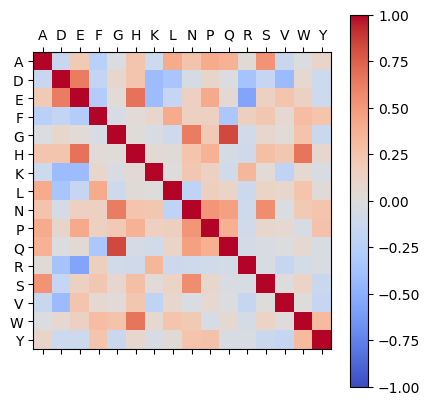 A D E F G H K L N P Q R S V W Y
A
D
E
F
G
H
K
L
N
P
Q
R
S
V
W
Y
1.00
0.75
0.50
0.25
0.00
−0.25
−0.50
−0.75
−1.00